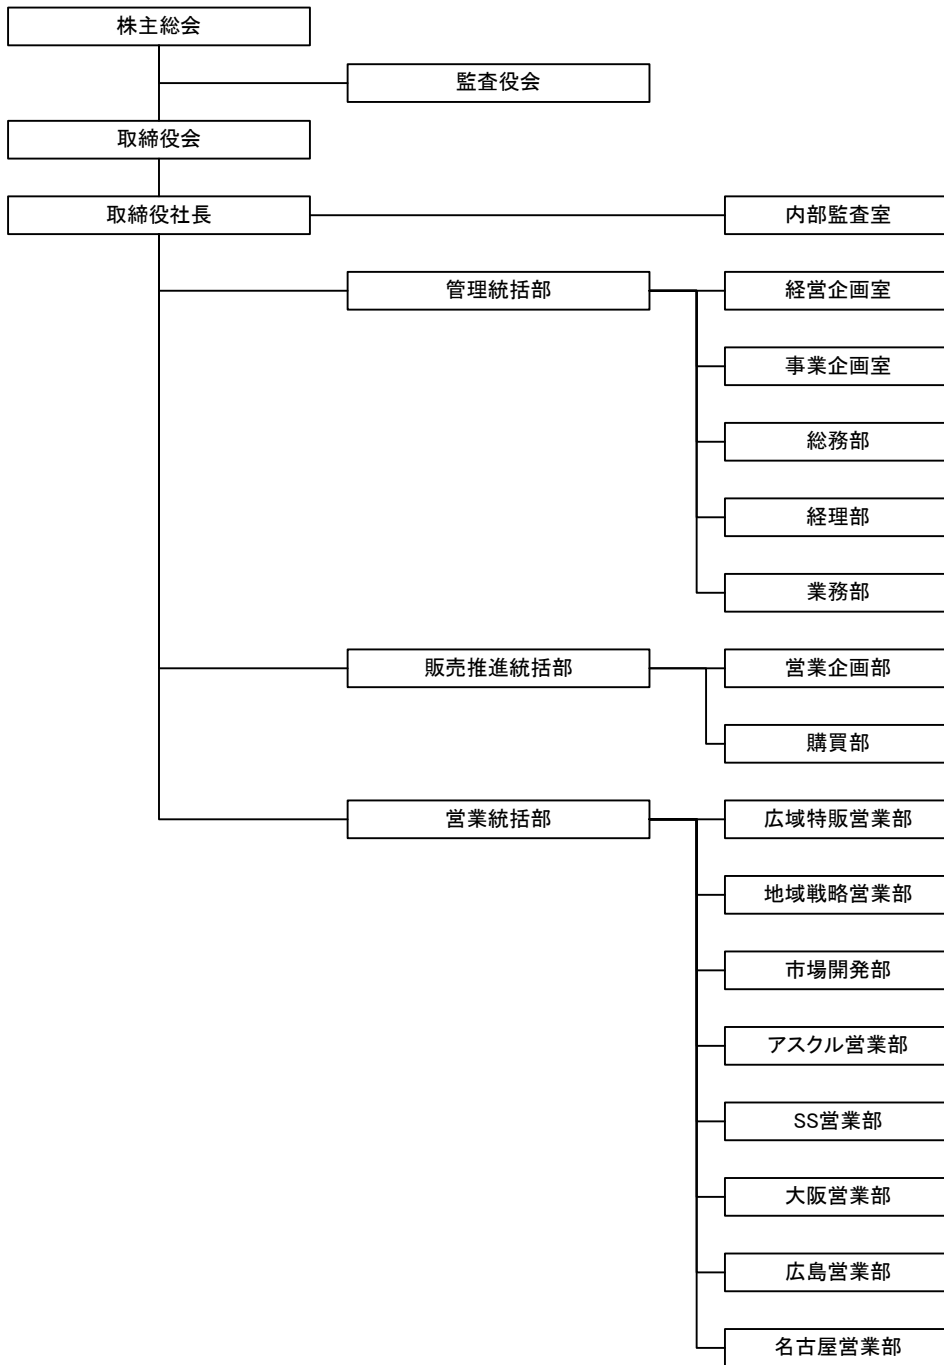 株主総会
監査役会
取締役会
取締役社長
内部監査室
管理統括部
経営企画室
事業企画室
総務部
経理部
業務部
販売推進統括部
営業企画部
購買部
営業統括部
広域特販営業部
地域戦略営業部
市場開発部
アスクル営業部
SS営業部
大阪営業部
広島営業部
名古屋営業部